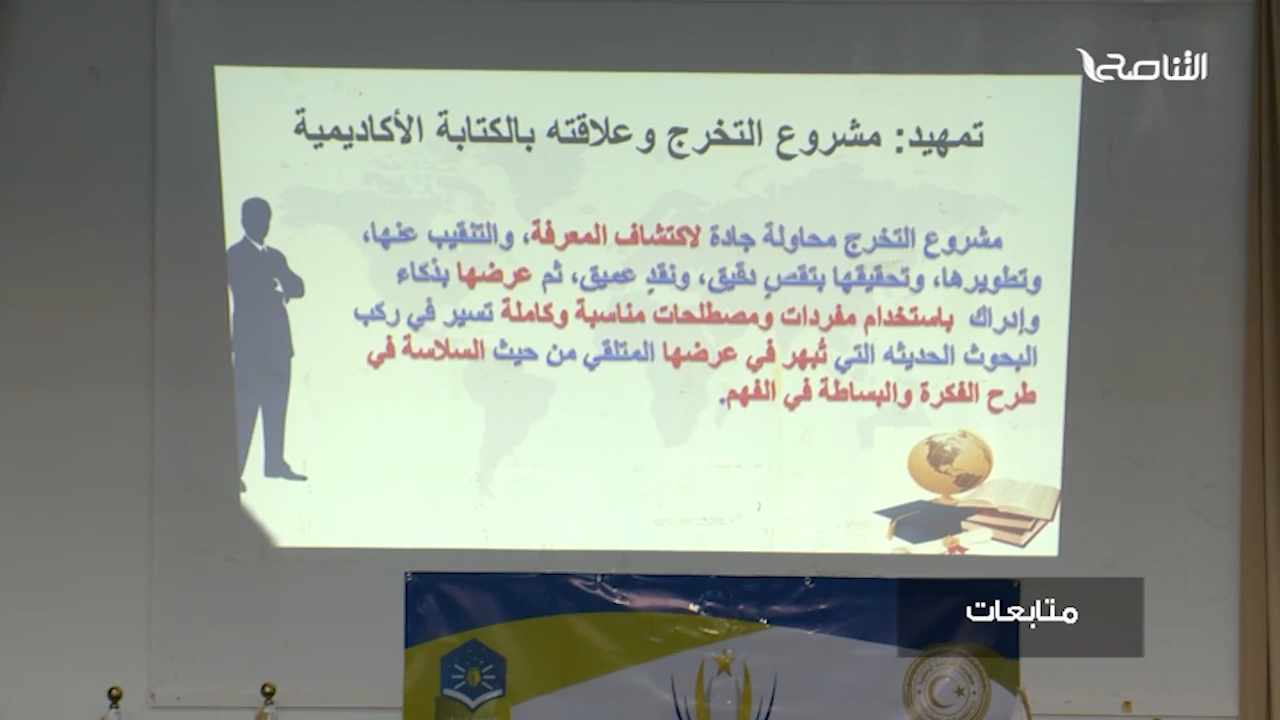 التناصح
تمهيد: مشروع التخرج وعلاقته بالكتابة الأكاديمية
مشروع التخرج محاولة جادة لاكتشاف المعرفة، والتنقيب عنها،
وتطويرها، وتحقيقها بتقصٍ دقيق، ونقدٍ عميق، ثم عرضها بذكاء
وإدراك باستخدام مفردات ومصطلحات مناسبة وكاملة تسير في ركب
البحوث الحديثه التي تُبهر في عرضها المتلقي من حيث السلاسة في
طرح الفكرة والبساطة في الفهم.
متابعات